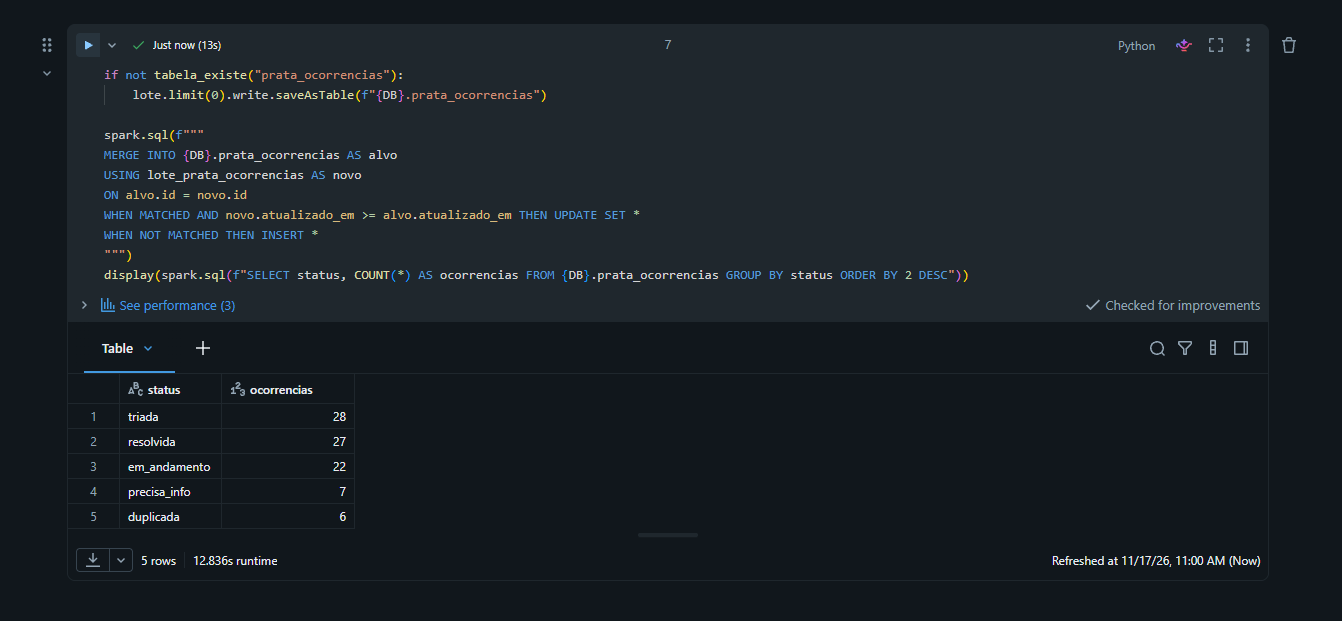 Just now (13s)
7
Python
if not tabela_existe("prata_ocorrencias"):
    lote.limit(0).write.saveAsTable(f"{DB}.prata_ocorrencias")
spark.sql(f"""
MERGE INTO {DB}.prata_ocorrencias AS alvo
USING lote_prata_ocorrencias AS novo
ON alvo.id = novo.id
WHEN MATCHED AND novo.atualizado_em >= alvo.atualizado_em THEN UPDATE SET *
WHEN NOT MATCHED THEN INSERT *
""")
display(spark.sql(f"SELECT status, COUNT(*) AS ocorrencias FROM {DB}.prata_ocorrencias GROUP BY status ORDER BY 2 DESC"))
See performance (3)
Checked for improvements
Table
status ocorrencias
1 triada 28
2 resolvida 27
3 em_andamento 22
4 precisa_info 7
5 duplicada 6
5 rows 12.836s runtime
Refreshed at 11/17/26, 11:00 AM (Now)